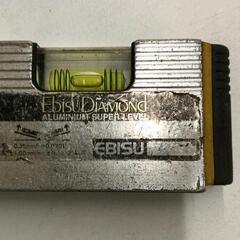 Ebisu Diamond
ALUMINIUM SUPER LEVEL
EBISU